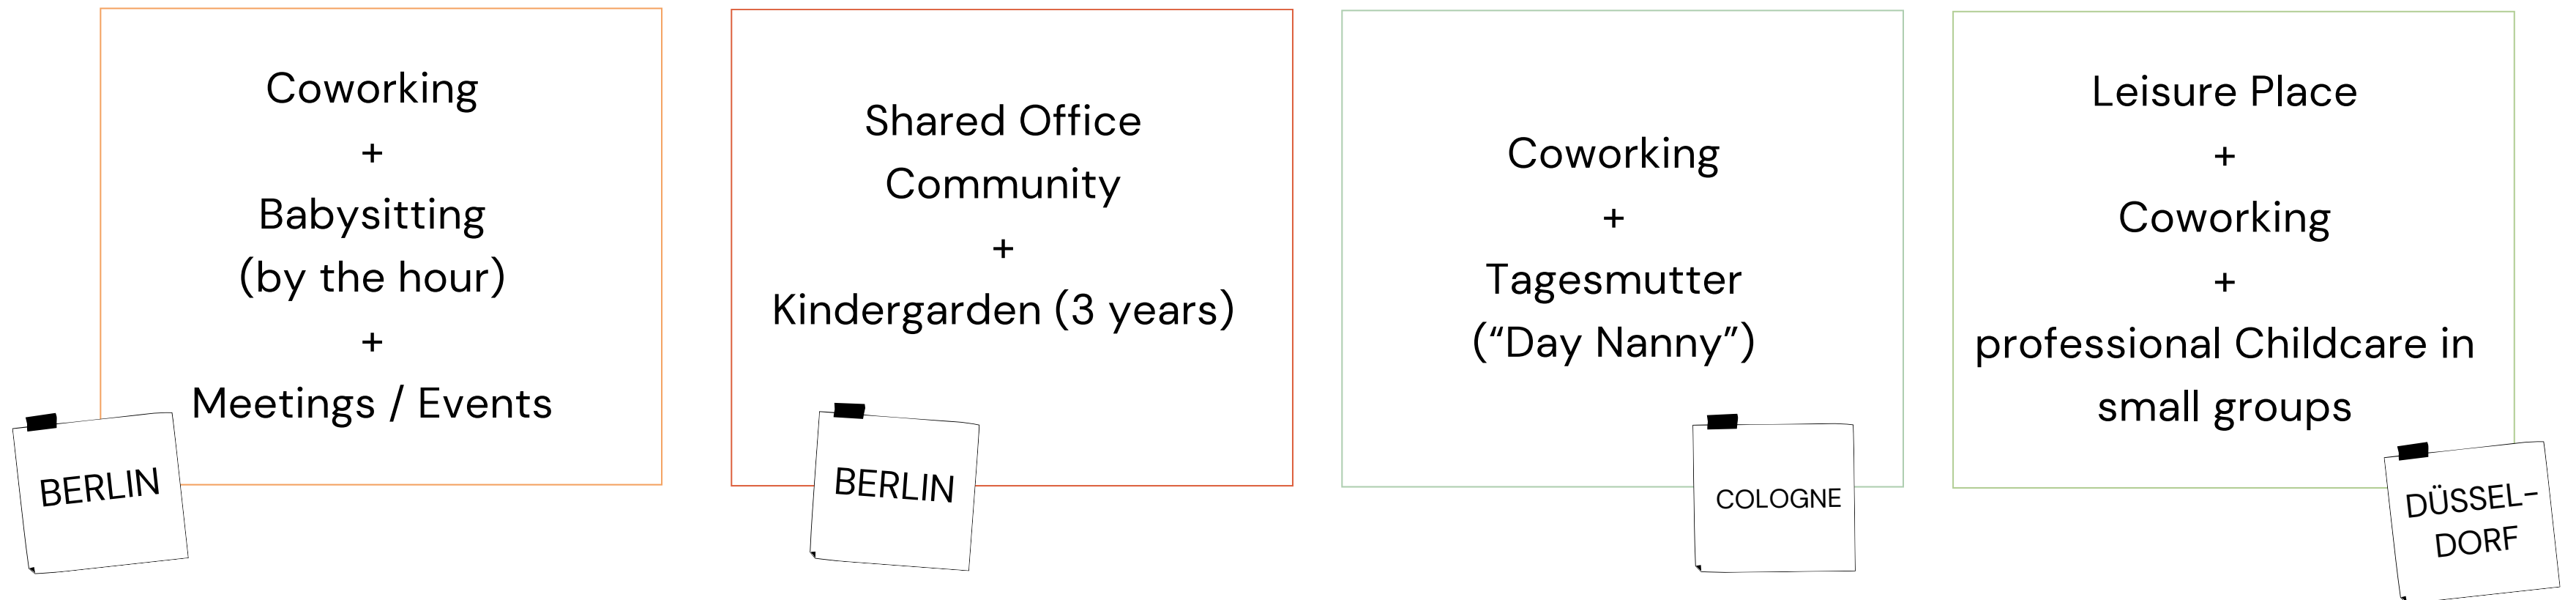 Coworking
+
Babysitting
(by the hour)
+
Meetings / Events
BERLIN
Shared Office
Community
+
Kindergarden (3 years)
BERLIN
Coworking
+
Tagesmutter
(“Day Nanny”)
COLOGNE
Leisure Place
+
Coworking
+
professional Childcare in
small groups
DÜSSEL-
DORF